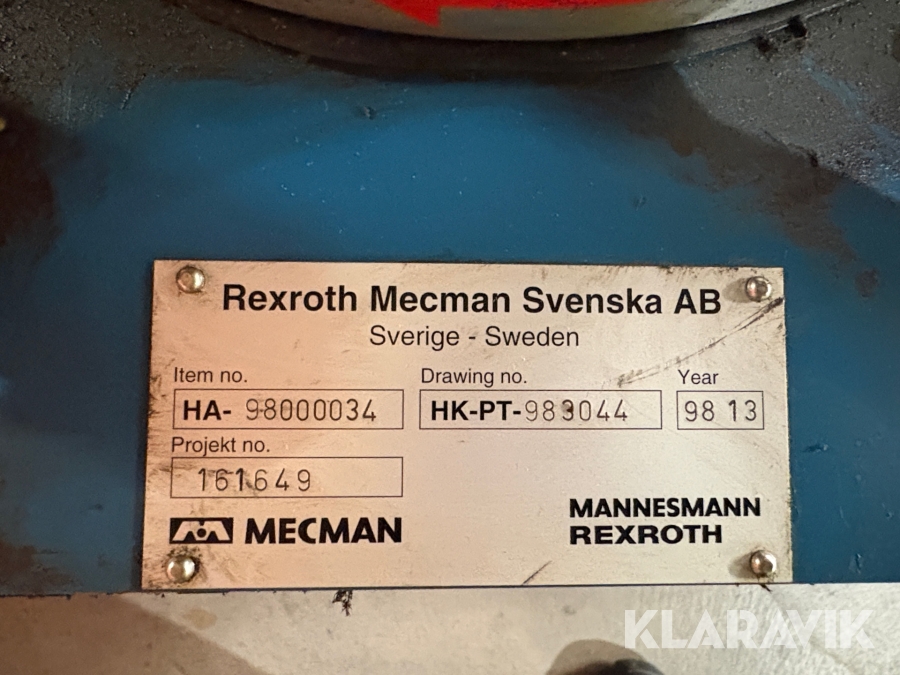 Rexroth Mecman Svenska AB
Sverige - Sweden
Item no. Drawing no. Year
HA- 98000034 HK-PT-983044 98 13
Projekt no.
161649
MECMAN MANNESMANN
REXROTH
KLARAVIK